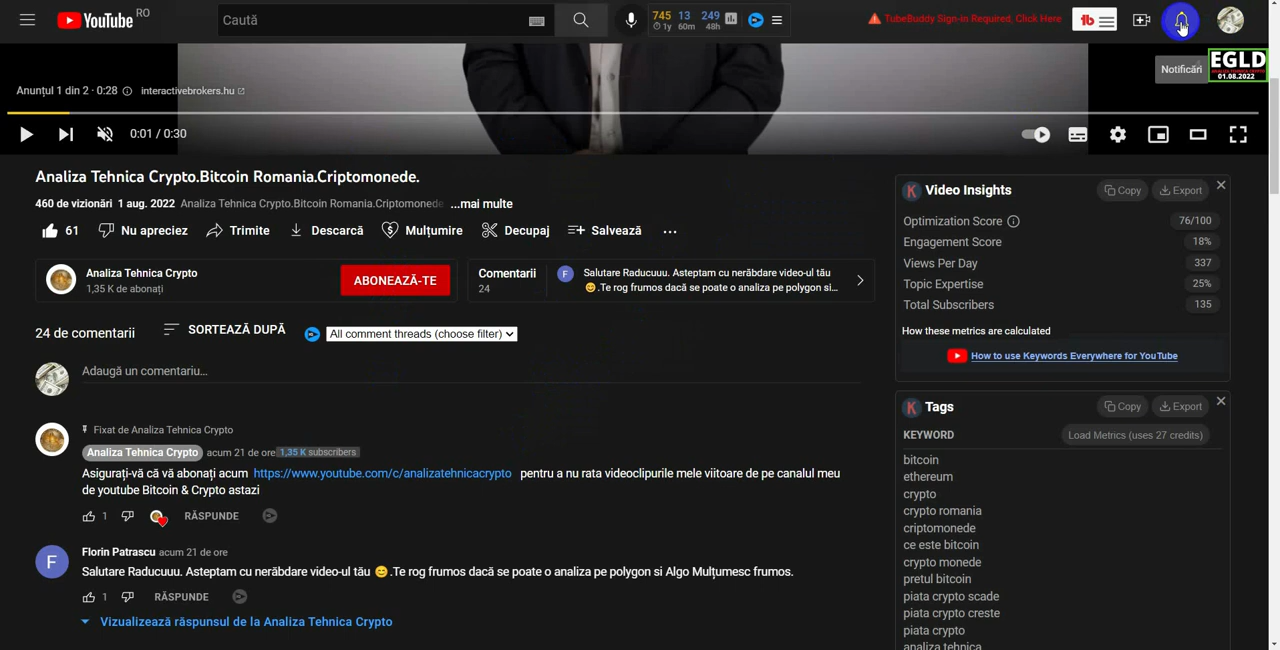 YouTube RO
Caută
745 13 249
1y 60m 48h
TubeBuddy Sign-in Required, Click Here
tb
Notificări
EGLD
ANALIZA TEHNICA CRYPTO
01.08.2022
Anunțul 1 din 2 · 0:28 interactivebrokers.hu
0:01 / 0:30
Analiza Tehnica Crypto.Bitcoin Romania.Criptomonede.
460 de vizionări 1 aug. 2022 Analiza Tehnica Crypto.Bitcoin Romania.Criptomonede ...mai multe
61 Nu apreciez Trimite Descarcă Mulțumire Decupaj Salvează ...
Analiza Tehnica Crypto
1,35 K de abonați
ABONEAZĂ-TE
Comentarii
24
F
Salutare Raducuuu. Asteptam cu nerăbdare video-ul tău
😊.Te rog frumos dacă se poate o analiza pe polygon si...
24 de comentarii
SORTEAZĂ DUPĂ
All comment threads (choose filter)
Adaugă un comentariu...
Fixat de Analiza Tehnica Crypto
Analiza Tehnica Crypto acum 21 de ore 1,35 K subscribers
Asigurați-vă că vă abonați acum https://www.youtube.com/c/analizatehnicacrypto pentru a nu rata videoclipurile mele viitoare de pe canalul meu
de youtube Bitcoin & Crypto astazi
1 RĂSPUNDE
F
Florin Patrascu acum 21 de ore
Salutare Raducuuu. Asteptam cu nerăbdare video-ul tău 😊.Te rog frumos dacă se poate o analiza pe polygon si Algo Mulțumesc frumos.
1 RĂSPUNDE
Vizualizează răspunsul de la Analiza Tehnica Crypto
K Video Insights Copy Export
Optimization Score 76/100
Engagement Score 18%
Views Per Day 337
Topic Expertise 25%
Total Subscribers 135
How these metrics are calculated
How to use Keywords Everywhere for YouTube
K Tags Copy Export
KEYWORD Load Metrics (uses 27 credits)
bitcoin
ethereum
crypto
crypto romania
criptomonede
ce este bitcoin
crypto monede
pretul bitcoin
piata crypto scade
piata crypto creste
piata crypto
analiza tehnica